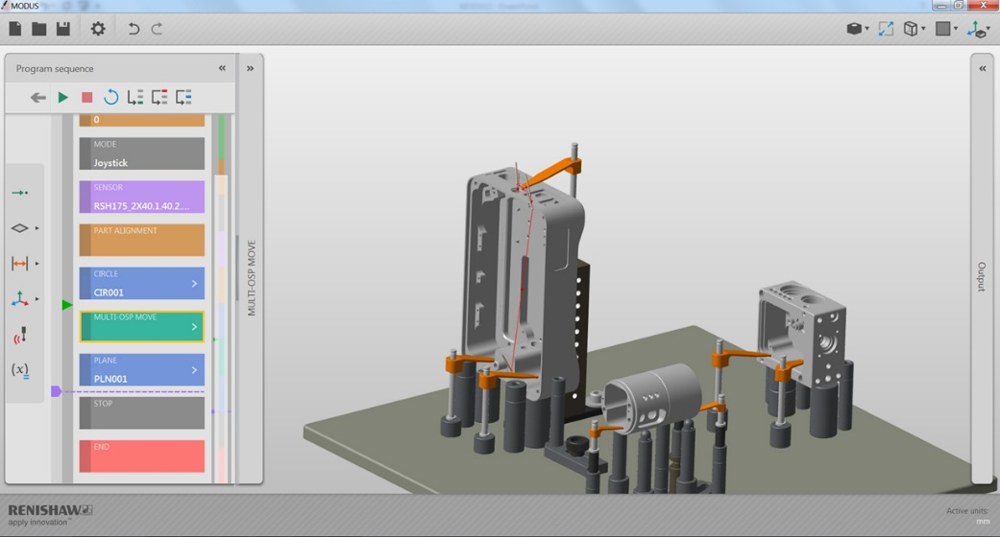 MODUS
Program sequence
0
MODE
Joystick
SENSOR
RSH175_2X40.1.40.2....
PART ALIGNMENT
CIRCLE
CIR001
MULTI-OSP MOVE
PLANE
PLN001
STOP
END
(x)
MULTI-OSP MOVE
Output
RENISHAW
apply innovation™
Active units:
mm